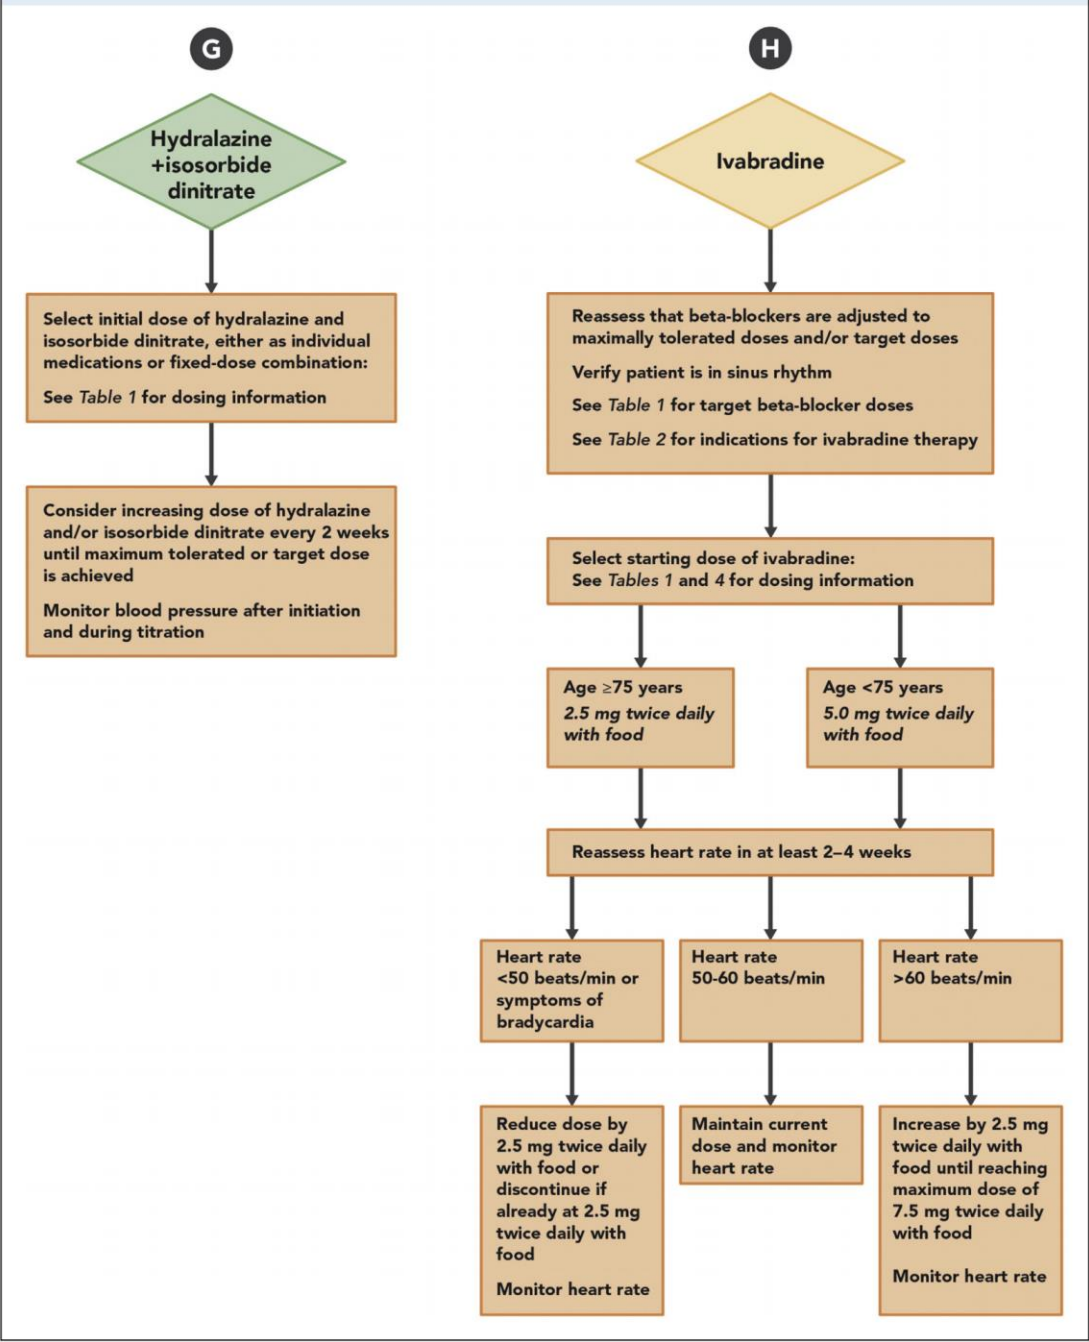 G
Hydralazine
+isosorbide
dinitrate
Select initial dose of hydralazine and
isosorbide dinitrate, either as individual
medications or fixed-dose combination:
See Table 1 for dosing information
Consider increasing dose of hydralazine
and/or isosorbide dinitrate every 2 weeks
until maximum tolerated or target dose
is achieved
Monitor blood pressure after initiation
and during titration
H
Ivabradine
Reassess that beta-blockers are adjusted to
maximally tolerated doses and/or target doses
Verify patient is in sinus rhythm
See Table 1 for target beta-blocker doses
See Table 2 for indications for ivabradine therapy
Select starting dose of ivabradine:
See Tables 1 and 4 for dosing information
Age ≥75 years
2.5 mg twice daily
with food
Age <75 years
5.0 mg twice daily
with food
Reassess heart rate in at least 2–4 weeks
Heart rate
<50 beats/min or
symptoms of
bradycardia
Heart rate
50-60 beats/min
Heart rate
>60 beats/min
Reduce dose by
2.5 mg twice daily
with food or
discontinue if
already at 2.5 mg
twice daily with
food
Monitor heart rate
Maintain current
dose and monitor
heart rate
Increase by 2.5 mg
twice daily with
food until reaching
maximum dose of
7.5 mg twice daily
with food
Monitor heart rate